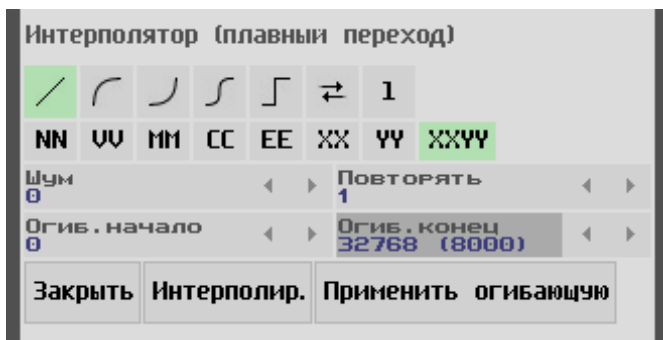 Интерполятор (плавный переход)
1
NN VV MM CC EE XX YY XXYY
Шум Повторять
0 1
Огиб.начало Огиб.конец
0 32768 (8000)
Закрыть Интерполир. Применить огибающую